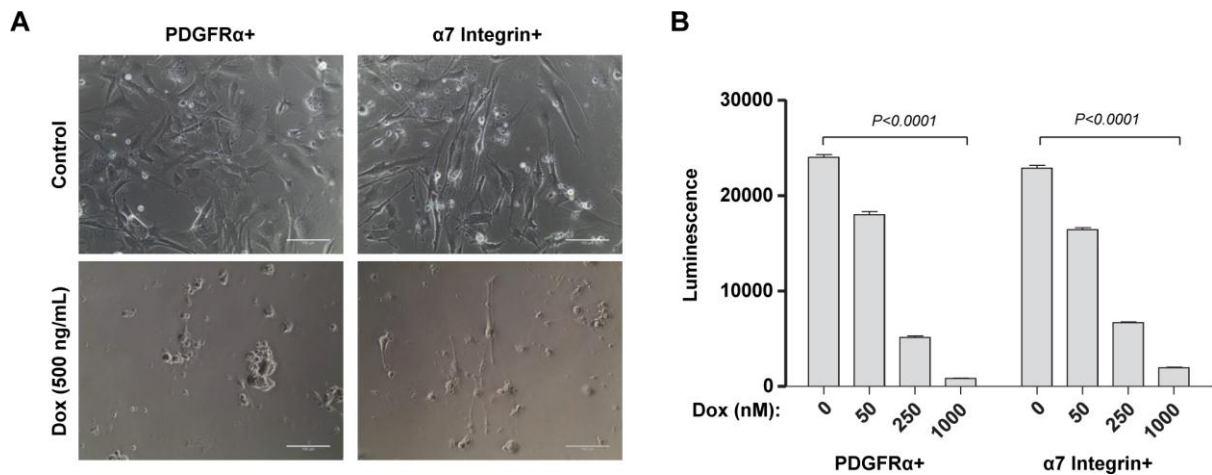 A
PDGFRα+
α7 Integrin+
Control
Dox (500 ng/mL)
B
30000
20000
10000
0
Luminescence
P<0.0001
P<0.0001
Dox (nM):
0
50
250
1000
0
50
250
1000
PDGFRα+
α7 Integrin+